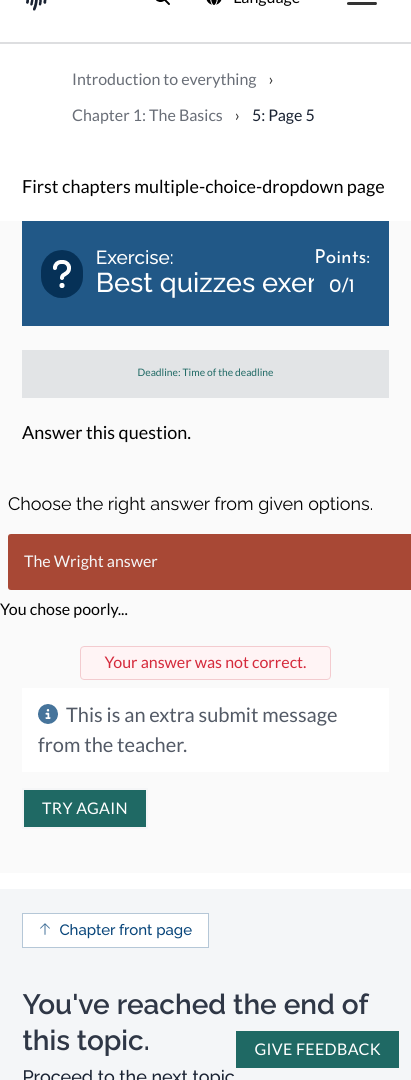 Language
Introduction to everything ›
Chapter 1: The Basics › 5: Page 5
First chapters multiple-choice-dropdown page
?
Exercise:
Points:
Best quizzes exer
0/1
Deadline: Time of the deadline
Answer this question.
Choose the right answer from given options.
The Wright answer
You chose poorly...
Your answer was not correct.
This is an extra submit message
from the teacher.
TRY AGAIN
↑ Chapter front page
You've reached the end of
this topic.
GIVE FEEDBACK
Proceed to the next topic